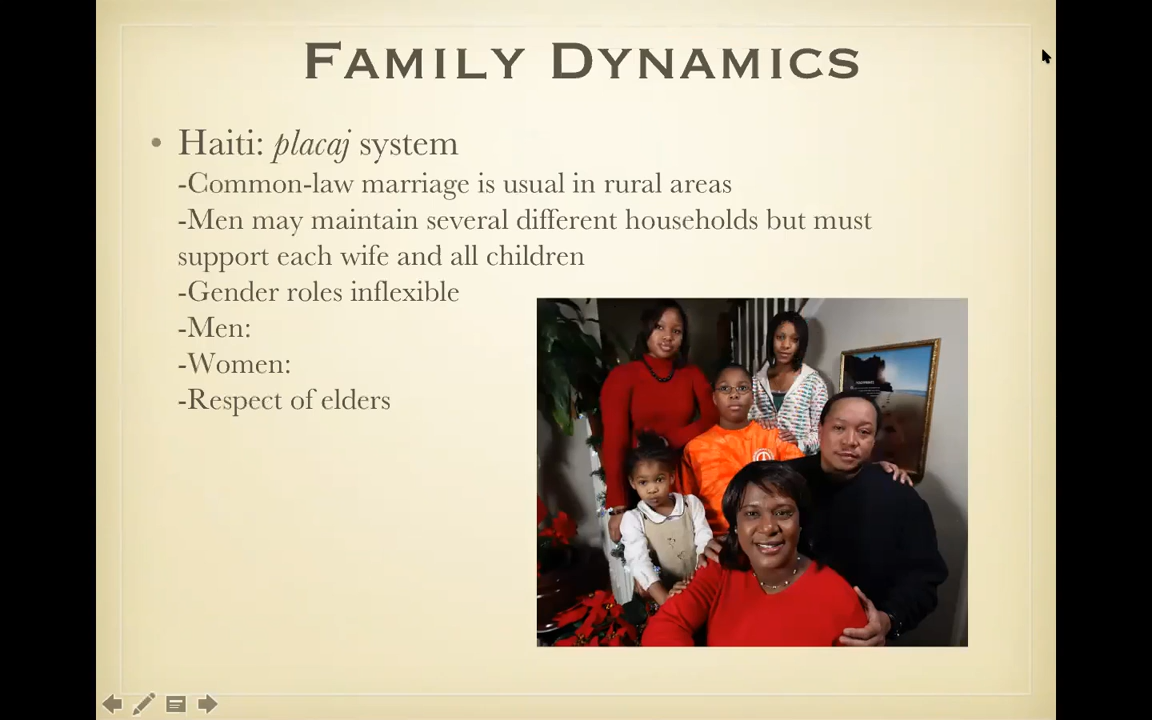 Family Dynamics
• Haiti: placaj system
-Common-law marriage is usual in rural areas
-Men may maintain several different households but must
support each wife and all children
-Gender roles inflexible
-Men:
-Women:
-Respect of elders